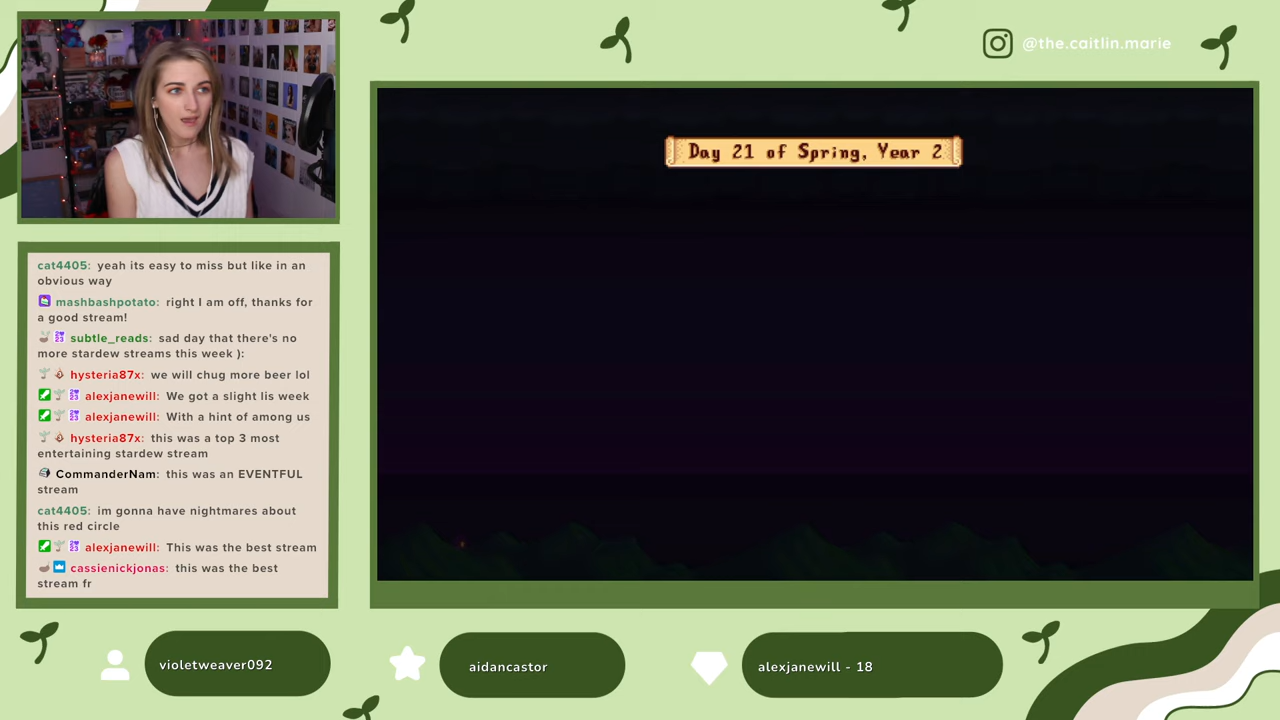 @the.caitlin.marie
Day 21 of Spring, Year 2
cat4405: yeah its easy to miss but like in an
obvious way
mashbashpotato: right I am off, thanks for
a good stream!
subtle_reads: sad day that there's no
more stardew streams this week ):
hysteria87x: we will chug more beer lol
alexjanewill: We got a slight lis week
alexjanewill: With a hint of among us
hysteria87x: this was a top 3 most
entertaining stardew stream
CommanderNam: this was an EVENTFUL
stream
cat4405: im gonna have nightmares about
this red circle
alexjanewill: This was the best stream
cassienickjonas: this was the best
stream fr
violetweaver092
aidancastor
alexjanewill - 18